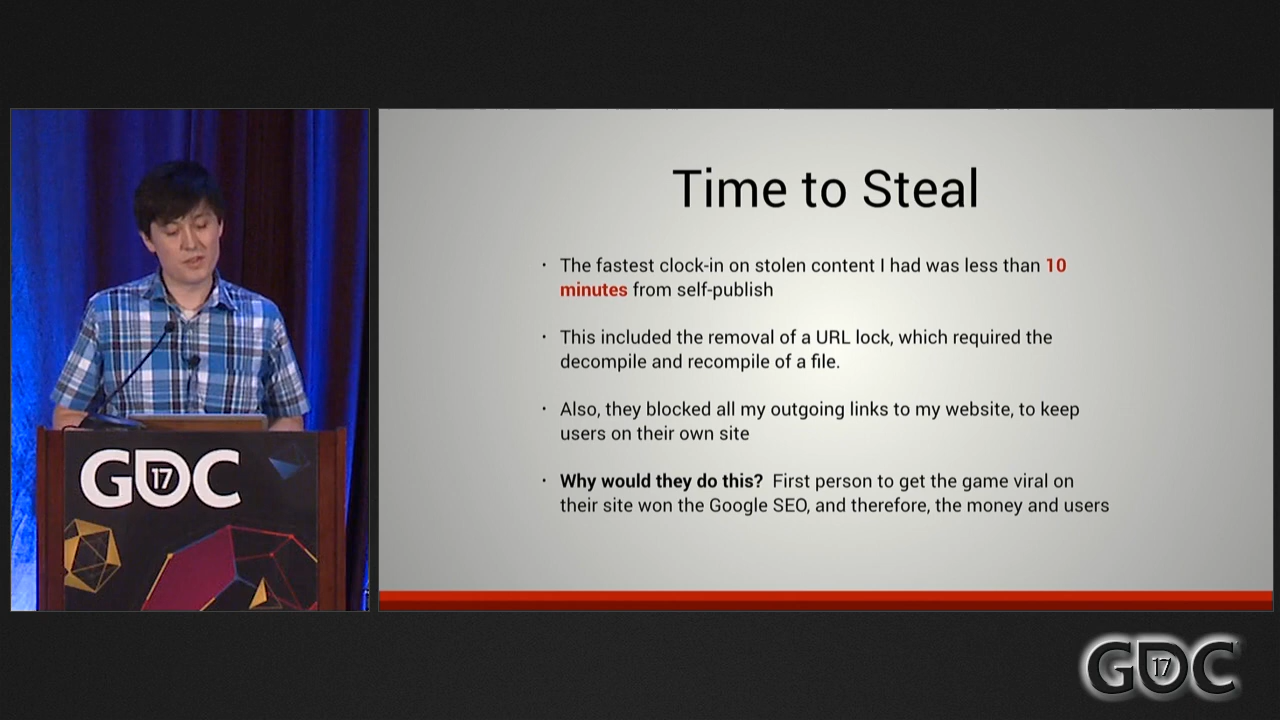 Time to Steal
· The fastest clock-in on stolen content I had was less than 10
minutes from self-publish
· This included the removal of a URL lock, which required the
decompile and recompile of a file.
· Also, they blocked all my outgoing links to my website, to keep
users on their own site
· Why would they do this? First person to get the game viral on
their site won the Google SEO, and therefore, the money and users
GDC 17
GDC 17